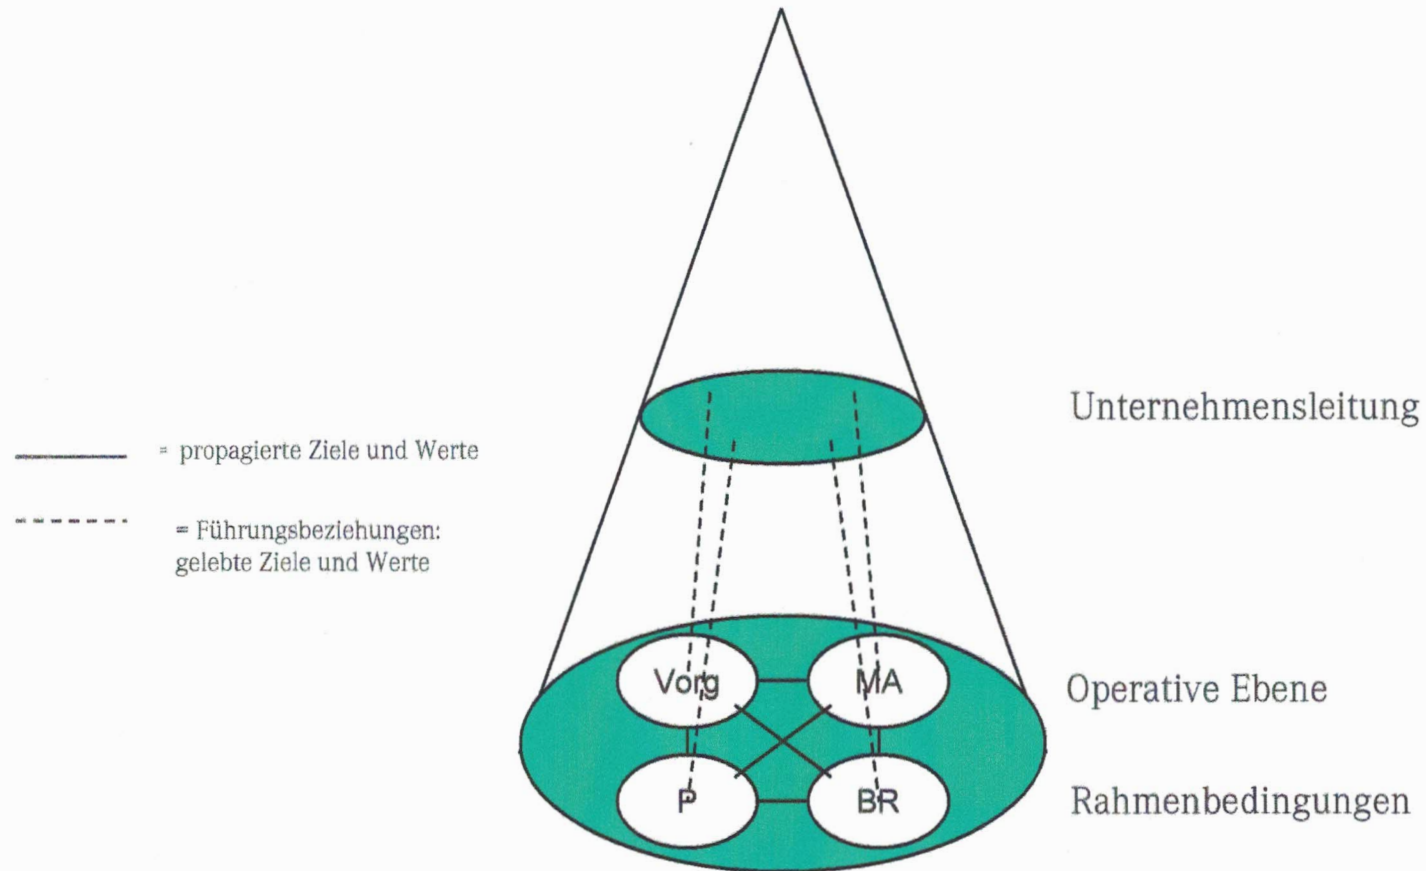 Unternehmensleitung
= propagierte Ziele und Werte
= Führungsbeziehungen:
gelebte Ziele und Werte
Vorg
MA
Operative Ebene
P
BR
Rahmenbedingungen